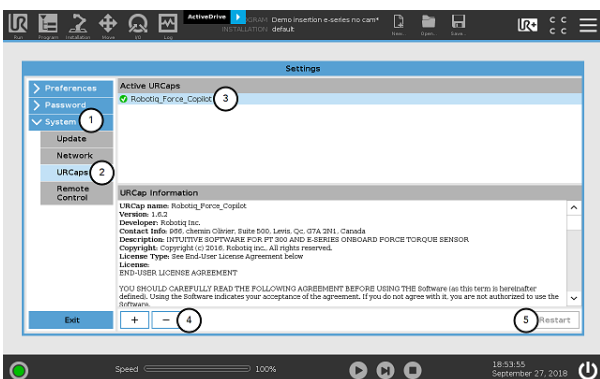 ActiveDrive
PROGRAM Demo insertion e-series no cam*
INSTALLATION default
Run Program Installation Move I/O Log New... Open... Save...
UR+
C C
C C
Settings
Preferences
Password
System 1
Update
Network
URCaps 2
Remote
Control
Exit
Active URCaps
Robotiq_Force_Copilot 3
URCap Information
URCap name: Robotiq_Force_Copilot
Version: 1.6.2
Developer: Robotiq Inc.
Contact Info: 966, chemin Olivier, Suite 500, Levis, Qc, G7A 2N1, Canada
Description: INTUITIVE SOFTWARE FOR FT 300 AND E-SERIES ONBOARD FORCE TORQUE SENSOR
Copyright: Copyright (c) 2016, Robotiq inc., All rights reserved.
License Type: See End-User License Agreement below
License:
END-USER LICENSE AGREEMENT
YOU SHOULD CAREFULLY READ THE FOLLOWING AGREEMENT BEFORE USING THE Software (as this term is hereinafter
defined). Using the Software indicates your acceptance of the agreement. If you do not agree with it, you are not authorized to use the
Software.
+ − 4
5 Restart
Speed 100%
18:53:55
September 27, 2018